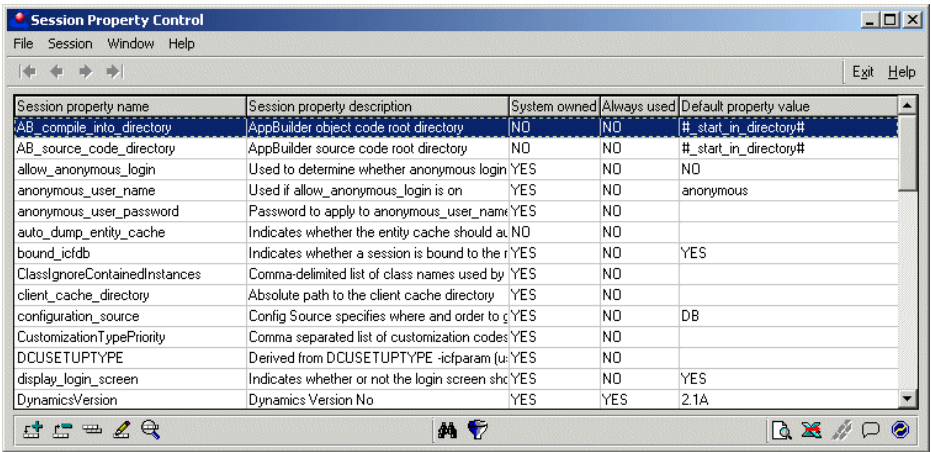 Session Property Control
File Session Window Help
Exit Help
Session property name Session property description System owned Always used Default property value
AB_compile_into_directory AppBuilder object code root directory NO NO #_start_in_directory#
AB_source_code_directory AppBuilder source code root directory NO NO #_start_in_directory#
allow_anonymous_login Used to determine whether anonymous login YES NO NO
anonymous_user_name Used if allow_anonymous_login is on YES NO anonymous
anonymous_user_password Password to apply to anonymous_user_name YES NO
auto_dump_entity_cache Indicates whether the entity cache should au NO NO
bound_icfdb Indicates whether a session is bound to the r YES NO YES
ClassIgnoreContainedInstances Comma-delimited list of class names used by YES NO
client_cache_directory Absolute path to the client cache directory YES NO
configuration_source Config Source specifies where and order to g YES NO DB
CustomizationTypePriority Comma separated list of customization codes YES NO
DCUSETUPTYPE Derived from DCUSETUPTYPE -icfparam (u: YES NO
display_login_screen Indicates whether or not the login screen sho YES NO YES
DynamicsVersion Dynamics Version No YES YES 2.1A